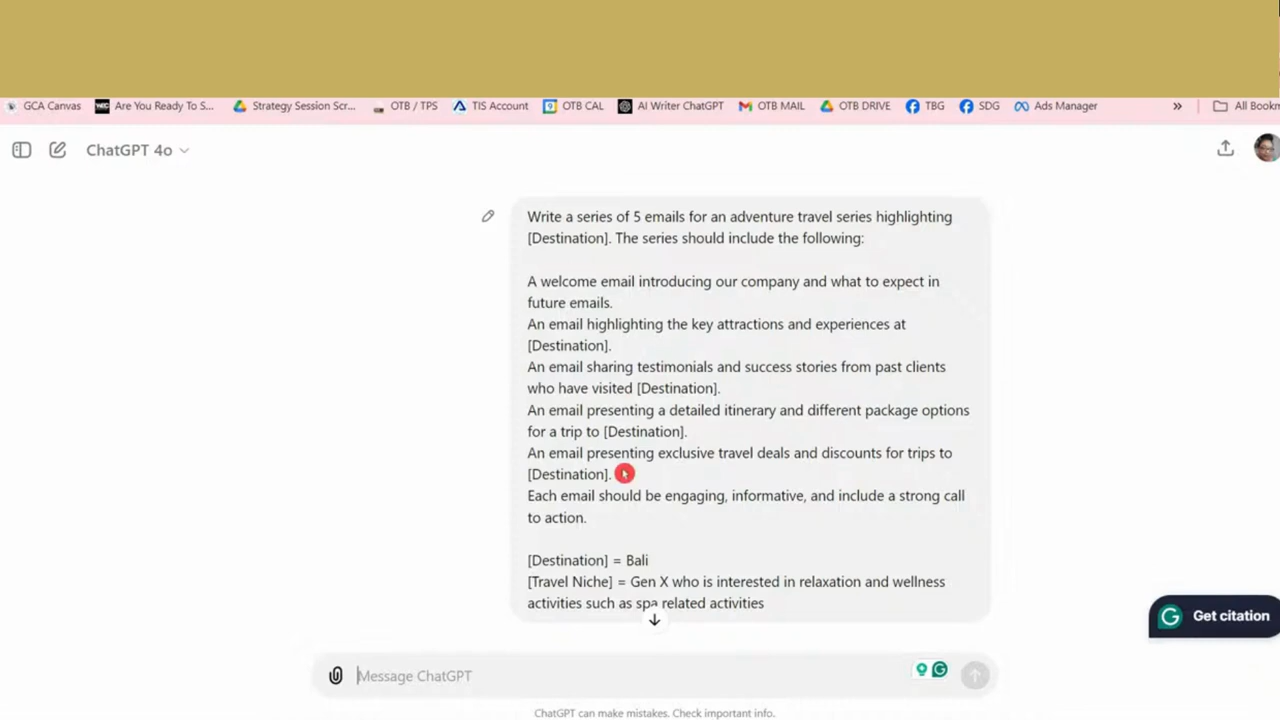 GCA Canvas Are You Ready To S... Strategy Session Scr... OTB / TPS TIS Account OTB CAL AI Writer ChatGPT OTB MAIL OTB DRIVE TBG SDG Ads Manager » All Bookm
ChatGPT 4o
Write a series of 5 emails for an adventure travel series highlighting
[Destination]. The series should include the following:
A welcome email introducing our company and what to expect in
future emails.
An email highlighting the key attractions and experiences at
[Destination].
An email sharing testimonials and success stories from past clients
who have visited [Destination].
An email presenting a detailed itinerary and different package options
for a trip to [Destination].
An email presenting exclusive travel deals and discounts for trips to
[Destination].
Each email should be engaging, informative, and include a strong call
to action.
[Destination] = Bali
[Travel Niche] = Gen X who is interested in relaxation and wellness
activities such as spa related activities
Get citation
Message ChatGPT
ChatGPT can make mistakes. Check important info.